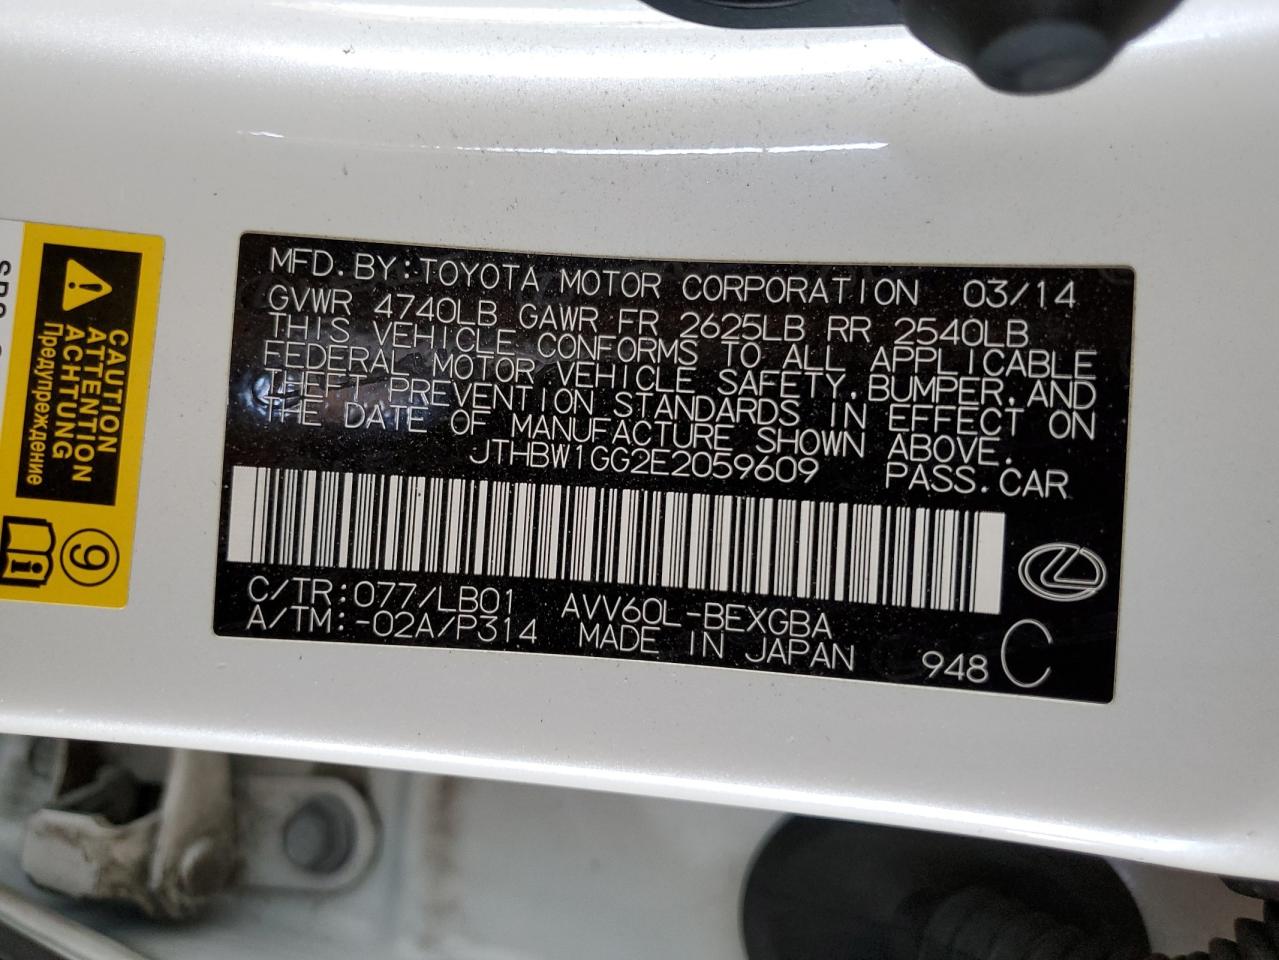 MFD.BY:TOYOTA MOTOR CORPORATION 03/14
GVWR 4740LB GAWR FR 2625LB RR 2540LB
THIS VEHICLE CONFORMS TO ALL APPLICABLE
FEDERAL MOTOR VEHICLE SAFETY,BUMPER,AND
THEFT PREVENTION STANDARDS IN EFFECT ON
THE DATE OF MANUFACTURE SHOWN ABOVE.
JTHBW1GG2E2059609 PASS.CAR
C/TR:077/LB01 AVV60L-BEXGBA
A/TM:-02A/P314 MADE IN JAPAN 948 C
CAUTION
ATTENTION
ACHTUNG
Предупреждение
9